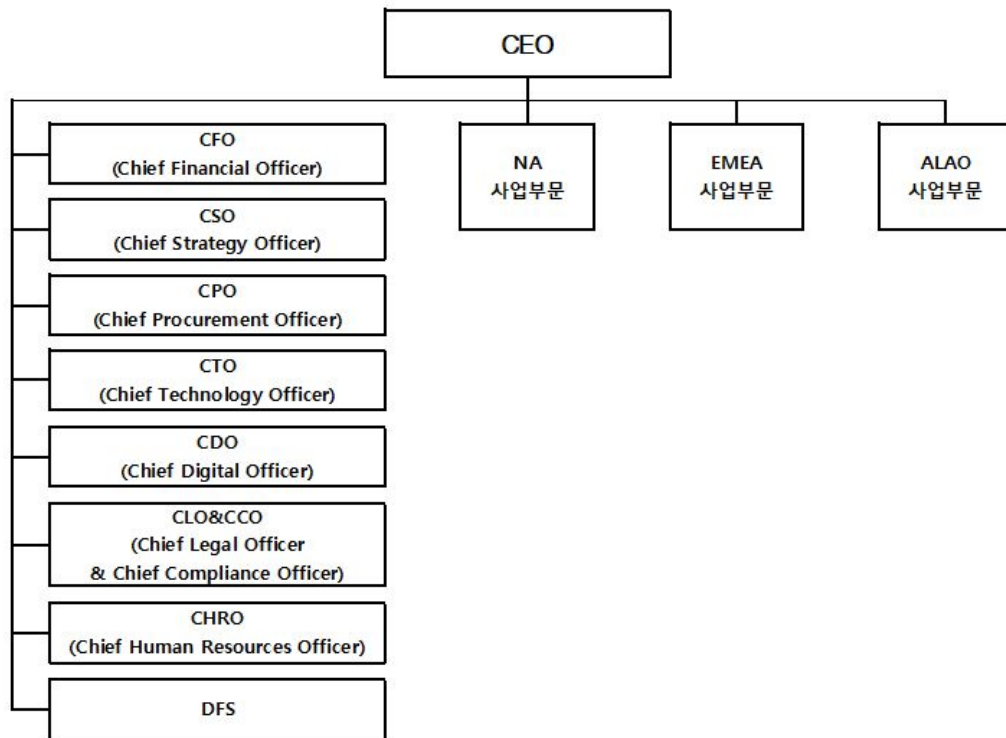 CEO
CFO
(Chief Financial Officer)
CSO
(Chief Strategy Officer)
CPO
(Chief Procurement Officer)
CTO
(Chief Technology Officer)
CDO
(Chief Digital Officer)
CLO&CCO
(Chief Legal Officer
& Chief Compliance Officer)
CHRO
(Chief Human Resources Officer)
DFS
NA
사업부문
EMEA
사업부문
ALAO
사업부문